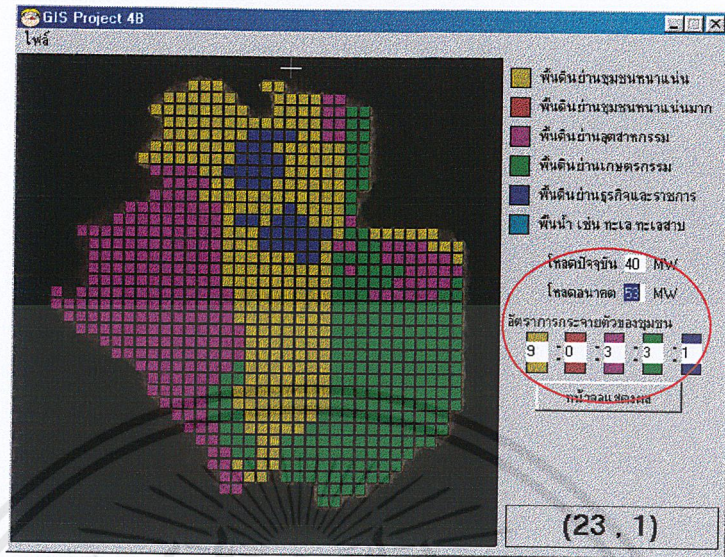 GIS Project 4B
ไฟล์
พื้นดินย่านชุมชนหนาแน่น
พื้นดินย่านชุมชนหนาแน่นมาก
พื้นดินย่านอุตสาหกรรม
พื้นดินย่านเกษตรกรรม
พื้นดินย่านธุรกิจและราชการ
พื้นน้ำ เช่น ทะเล ทะเลสาบ
โหลดปัจจุบัน 40 MW
โหลดอนาคต 53 MW
อัตราการกระจายตัวของชุมชน
9 : 0 : 3 : 3 : 1
หน้าจอแสดงผล
(23 , 1)